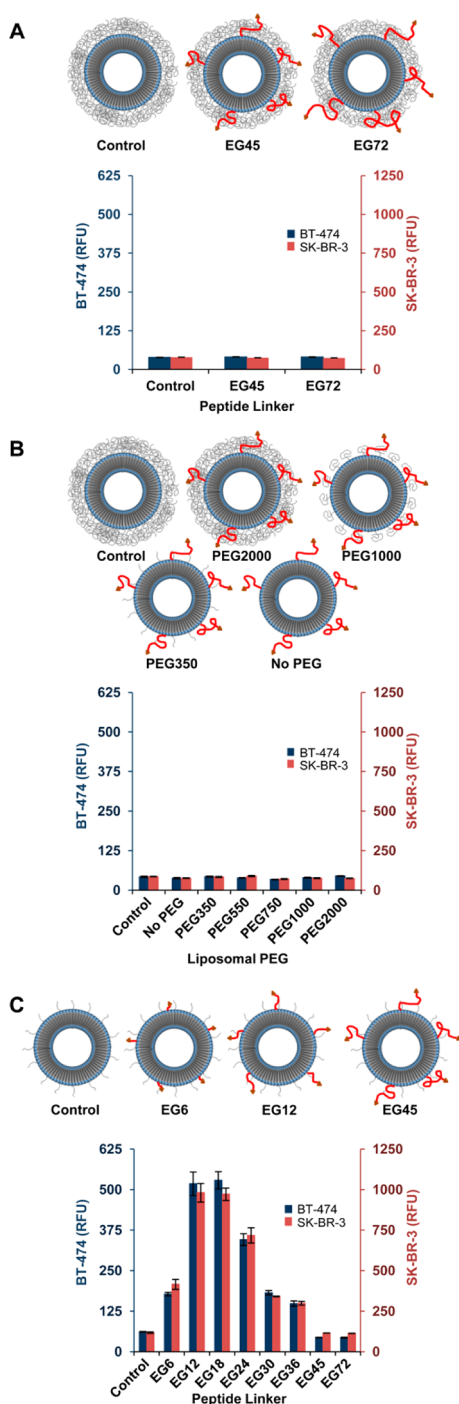 A
Control
EG45
EG72
625
500
375
250
125
0
BT-474 (RFU)
BT-474
SK-BR-3
1250
1000
750
500
250
0
SK-BR-3 (RFU)
Control EG45 EG72
Peptide Linker
B
Control
PEG2000
PEG1000
PEG350
No PEG
625
500
375
250
125
0
BT-474 (RFU)
BT-474
SK-BR-3
1250
1000
750
500
250
0
SK-BR-3 (RFU)
Control No PEG PEG350 PEG550 PEG750 PEG1000 PEG2000
Liposomal PEG
C
Control
EG6
EG12
EG45
625
500
375
250
125
0
BT-474 (RFU)
BT-474
SK-BR-3
1250
1000
750
500
250
0
SK-BR-3 (RFU)
Control EG6 EG12 EG18 EG24 EG30 EG36 EG45 EG72
Peptide Linker